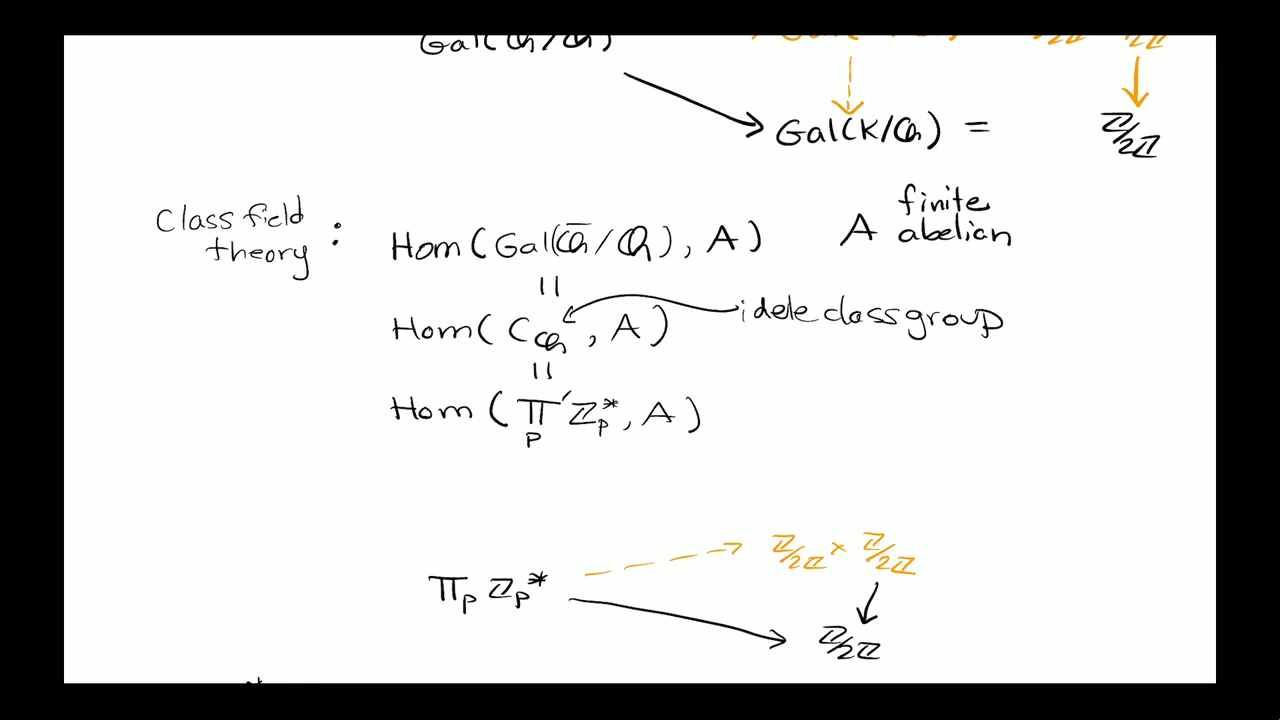 Gal(K/ℚ) = ℤ/2ℤ
Class field theory :
Hom(Gal(ℚ̄/ℚ), A) A finite abelian
||
Hom(C_ℚ, A) idele class group
||
Hom(∏'_p ℤ_p^*, A)
ℤ/2ℤ × ℤ/2ℤ
∏_p ℤ_p^*
ℤ/2ℤ